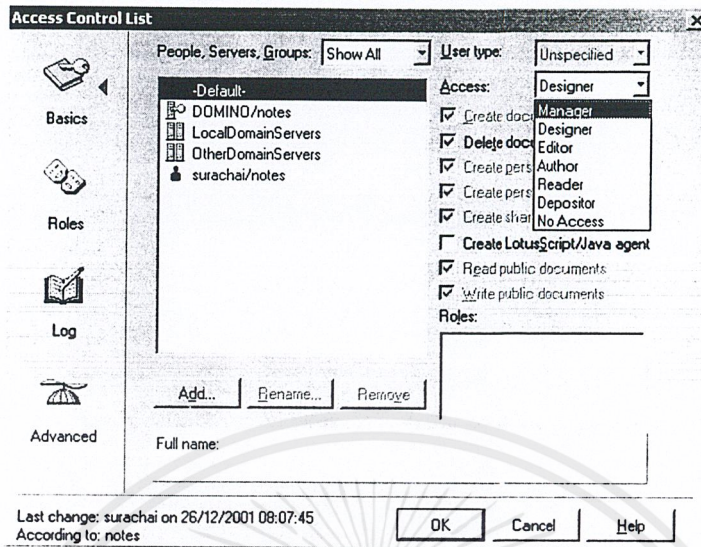 Access Control List
Basics
Roles
Log
Advanced
People, Servers, Groups: Show All
-Default-
DOMINO/notes
LocalDomainServers
OtherDomainServers
surachai/notes
Add... Rename... Remove
Full name:
User type: Unspecified
Access: Designer
Manager
Designer
Editor
Author
Reader
Depositor
No Access
Create doc
Delete doc
Create pers
Create pers
Create shar
Create LotusScript/Java agent
Read public documents
Write public documents
Roles:
Last change: surachai on 26/12/2001 08:07:45
According to: notes
OK Cancel Help